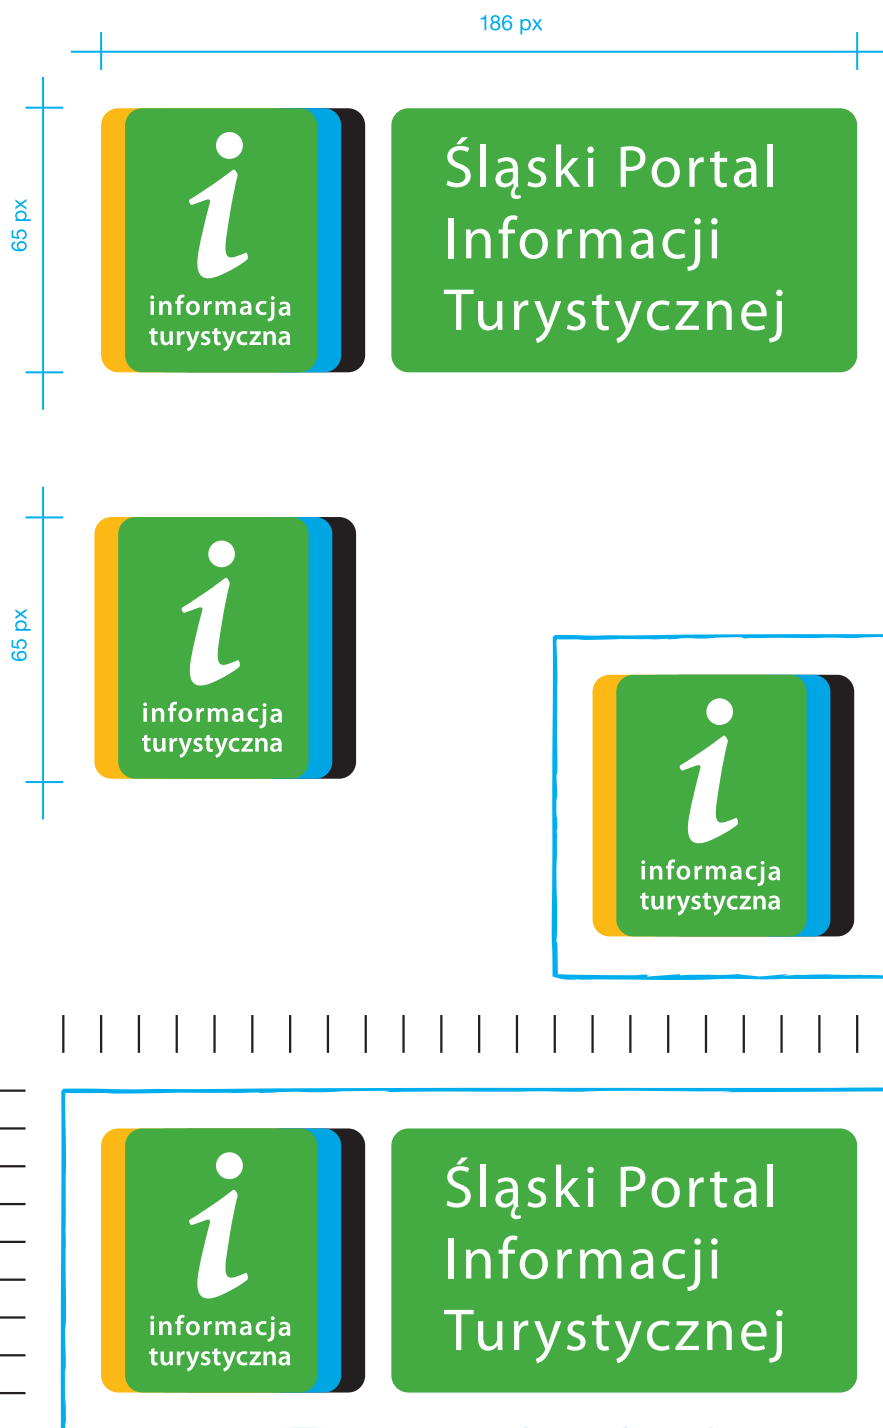 186 px
65 px
informacja
turystyczna
Śląski Portal
Informacji
Turystycznej
65 px
informacja
turystyczna
informacja
turystyczna
informacja
turystyczna
Śląski Portal
Informacji
Turystycznej